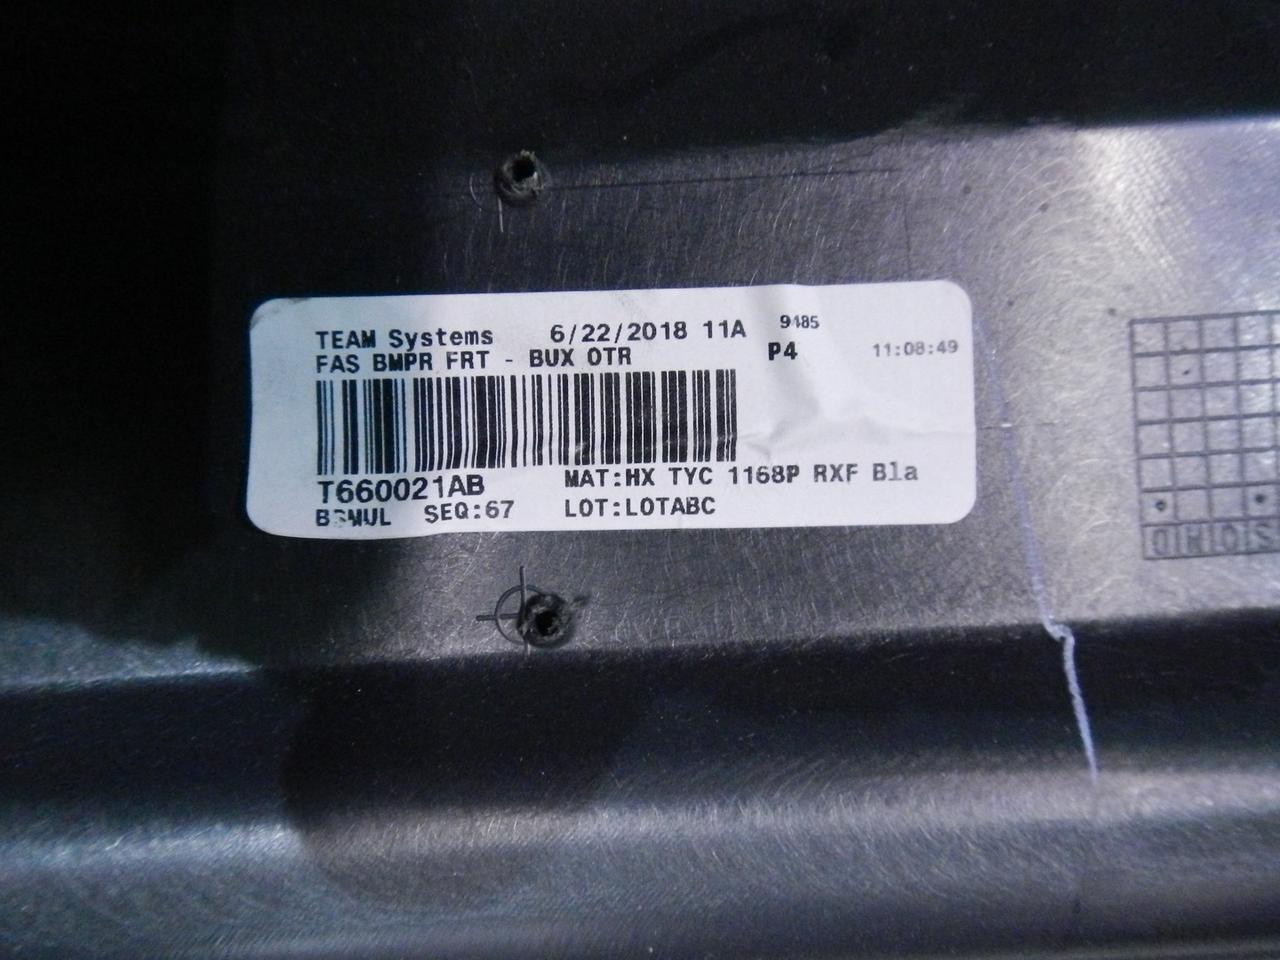 TEAM Systems 6/22/2018 11A 9485
FAS BMPR FRT - BUX OTR P4 11:08:49
T660021AB MAT:HX TYC 1168P RXF Bla
SEQ:67 LOT:LOTABC